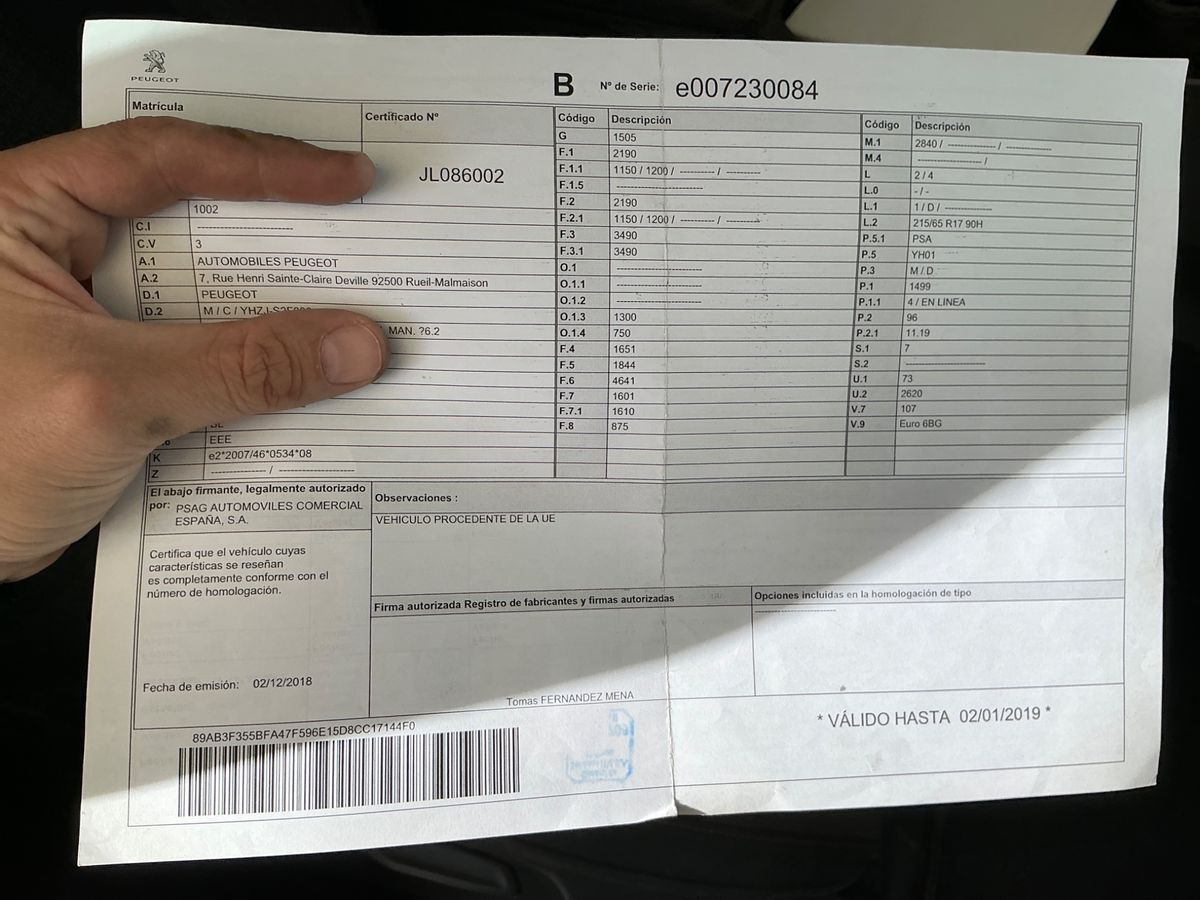 PEUGEOT
B Nº de Serie: e007230084
Matrícula
Certificado Nº
JL086002
1002
C.I ---------------------
C.V 3
A.1 AUTOMOBILES PEUGEOT
A.2 7, Rue Henri Sainte-Claire Deville 92500 Rueil-Malmaison
D.1 PEUGEOT
D.2 M / C /
MAN. ?6.2
EEE
K e2*2007/46*0534*08
Z --------------- / --------------------
Código Descripción
G 1505
F.1 2190
F.1.1 1150 / 1200 / --------- / ---------
F.1.5 ----------------------
F.2 2190
F.2.1 1150 / 1200 / --------- / ---------
F.3 3490
F.3.1 3490
O.1 ----------------------
O.1.1 ----------------------
O.1.2 ----------------------
O.1.3 1300
O.1.4 750
F.4 1651
F.5 1844
F.6 4641
F.7 1601
F.7.1 1610
F.8 875
Código Descripción
M.1 2840 / -------------- / -------------
M.4 ------------------- /
L 2 / 4
L.0 - / -
L.1 1 / D / --------------
L.2 215/65 R17 90H
P.5.1 PSA
P.5 YH01
P.3 M / D
P.1 1499
P.1.1 4 / EN LINEA
P.2 96
P.2.1 11.19
S.1 7
S.2 ----------------------
U.1 73
U.2 2620
V.7 107
V.9 Euro 6BG
El abajo firmante, legalmente autorizado
por: PSAG AUTOMOVILES COMERCIAL
ESPAÑA, S.A.
Certifica que el vehículo cuyas
características se reseñan
es completamente conforme con el
número de homologación.
Fecha de emisión: 02/12/2018
Observaciones :
VEHICULO PROCEDENTE DE LA UE
Firma autorizada Registro de fabricantes y firmas autorizadas
Tomas FERNANDEZ MENA
Opciones incluidas en la homologación de tipo
----------------------
* VÁLIDO HASTA 02/01/2019 *
89AB3F355BFA47F596E15D8CC17144F0